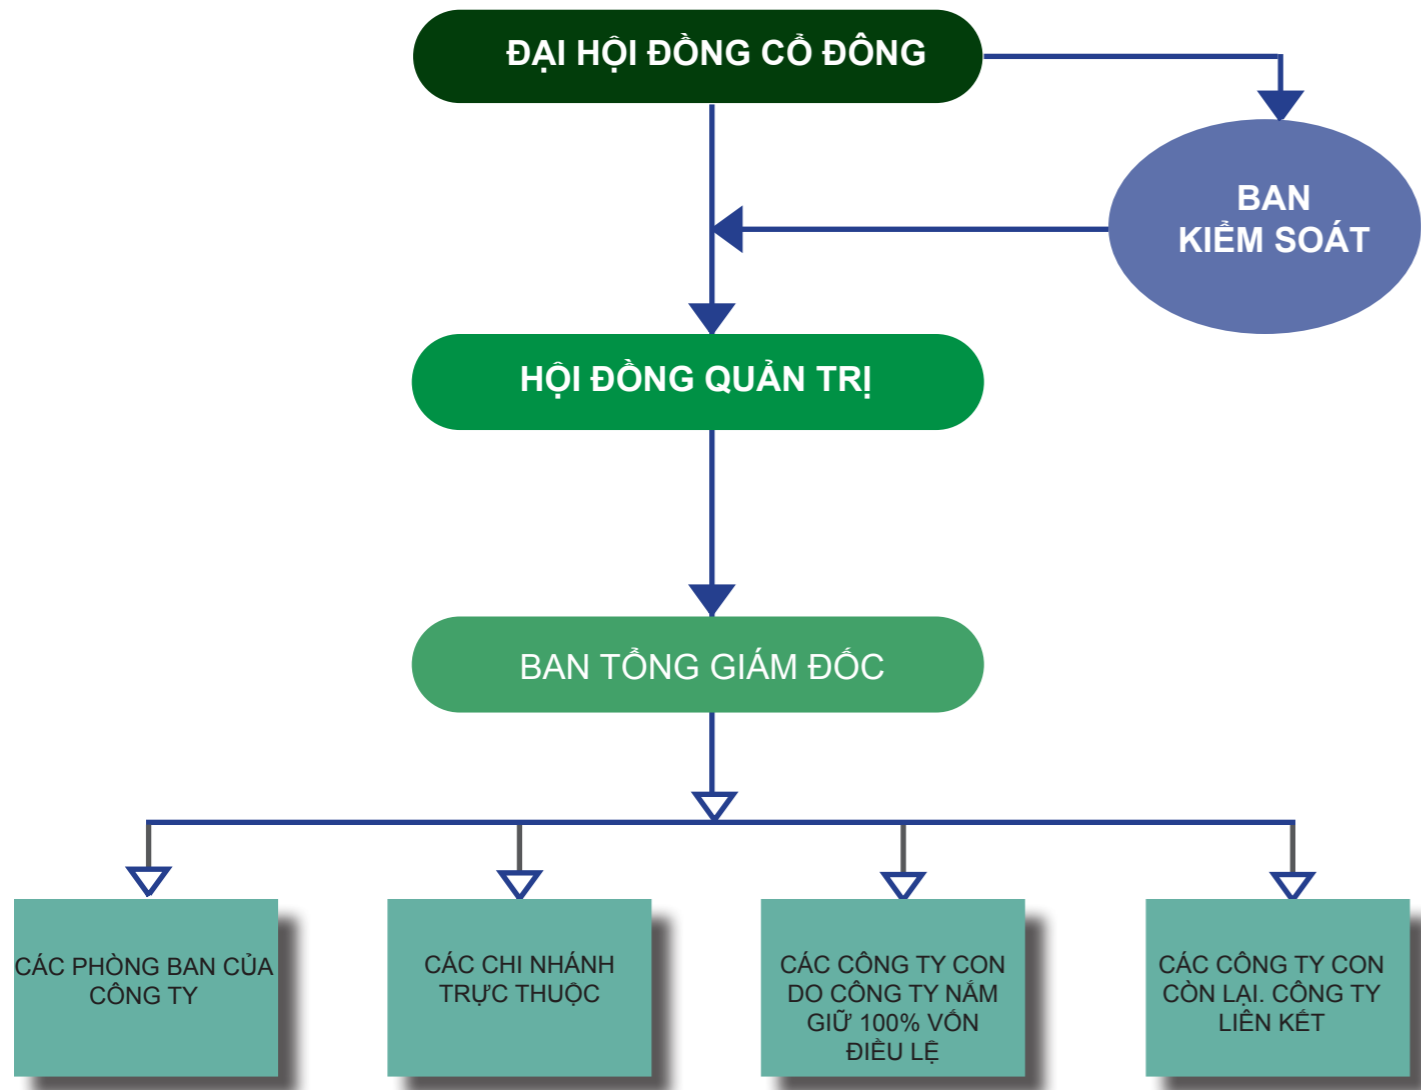 ĐẠI HỘI ĐỒNG CỔ ĐÔNG
BAN
KIỂM SOÁT
HỘI ĐỒNG QUẢN TRỊ
BAN TỔNG GIÁM ĐỐC
CÁC PHÒNG BAN CỦA
CÔNG TY
CÁC CHI NHÁNH
TRỰC THUỘC
CÁC CÔNG TY CON
DO CÔNG TY NẮM
GIỮ 100% VỐN
ĐIỀU LỆ
CÁC CÔNG TY CON
CÒN LẠI. CÔNG TY
LIÊN KẾT